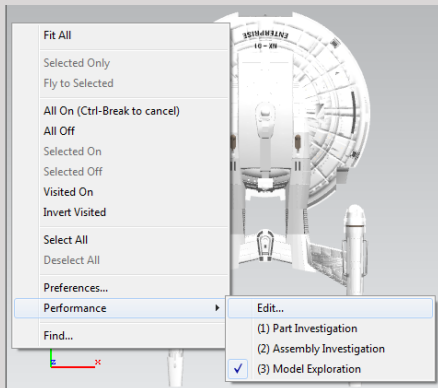 Fit All
Selected Only
Fly to Selected
All On (Ctrl-Break to cancel)
All Off
Selected On
Selected Off
Visited On
Invert Visited
Select All
Deselect All
Preferences...
Performance
Find...
Edit...
(1) Part Investigation
(2) Assembly Investigation
(3) Model Exploration
ENTERPRISE
NX-01
z
x